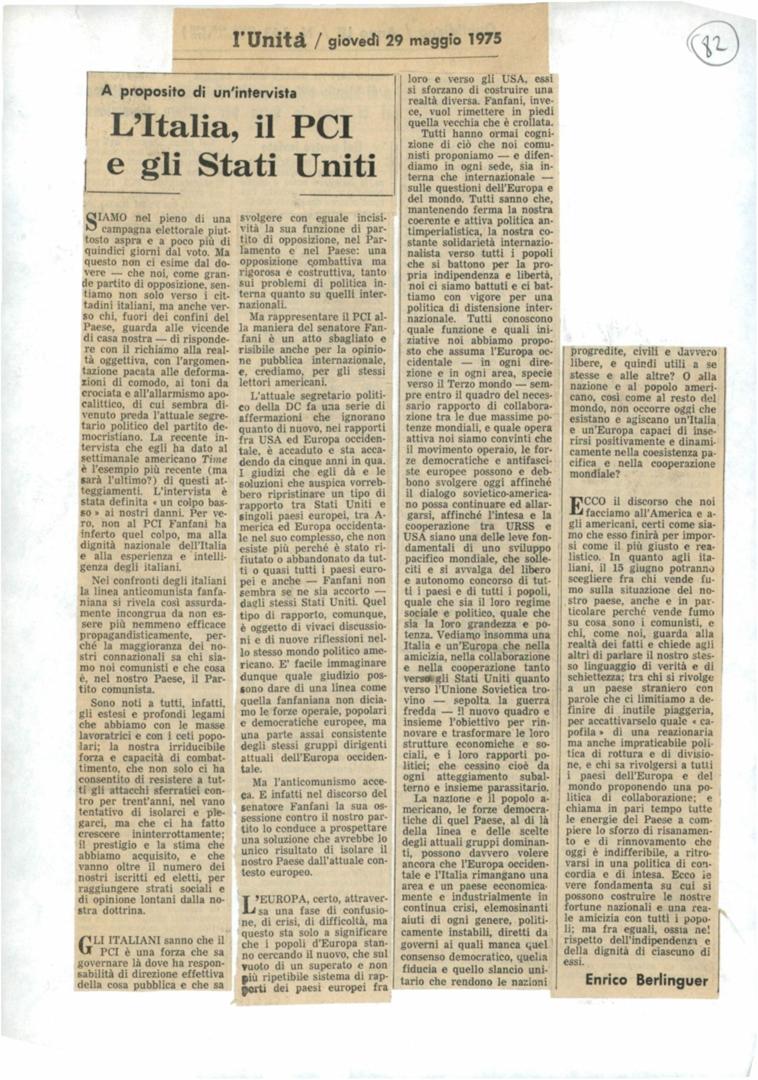 l'Unità / giovedì 29 maggio 1975
82
A proposito di un'intervista
L'Italia, il PCI
e gli Stati Uniti
SIAMO nel pieno di una
campagna elettorale piut-
tosto aspra e a poco più di
quindici giorni dal voto. Ma
questo non ci esime dal do-
vere — che noi, come gran-
de partito di opposizione, sen-
tiamo non solo verso i cit-
tadini italiani, ma anche ver-
so chi, fuori dei confini del
Paese, guarda alle vicende
di casa nostra — di risponde-
re con il richiamo alla real-
tà oggettiva, con l'argomen-
tazione pacata alle deforma-
zioni di comodo, ai toni da
crociata e all'allarmismo apo-
calittico, di cui sembra di-
venuto preda l'attuale segre-
tario politico del partito de-
mocristiano. La recente in-
tervista che egli ha dato al
settimanale americano Time
è l'esempio più recente (ma
sarà l'ultimo?) di questi at-
teggiamenti. L'intervista è
stata definita « un colpo bas-
so » ai nostri danni. Per ve-
ro, non al PCI Fanfani ha
inferto quel colpo, ma alla
dignità nazionale dell'Italia
e alla esperienza e intelli-
genza degli italiani.
Nei confronti degli italiani
la linea anticomunista fanfa-
niana si rivela così assurda-
mente incongrua da non es-
sere più nemmeno efficace
propagandisticamente, per-
ché la maggioranza dei no-
stri connazionali sa chi sia-
mo noi comunisti e che cosa
è, nel nostro Paese, il Par-
tito comunista.
Sono noti a tutti, infatti,
gli estesi e profondi legami
che abbiamo con le masse
lavoratrici e con i ceti popo-
lari; la nostra irriducibile
forza e capacità di combat-
timento, che non solo ci ha
consentito di resistere a tut-
ti gli attacchi sferratici con-
tro per trent'anni, nel vano
tentativo di isolarci e pie-
garci, ma che ci ha fatto
crescere ininterrottamente;
il prestigio e la stima che
abbiamo acquisito, e che
vanno oltre il numero dei
nostri iscritti ed eletti, per
raggiungere strati sociali e
di opinione lontani dalla no-
stra dottrina.
GLI ITALIANI sanno che il
PCI è una forza che sa
governare là dove ha respon-
sabilità di direzione effettiva
della cosa pubblica e che sa
svolgere con eguale incisi-
vità la sua funzione di par-
tito di opposizione, nel Par-
lamento e nel Paese: una
opposizione combattiva ma
rigorosa e costruttiva, tanto
sui problemi di politica in-
terna quanto su quelli inter-
nazionali.
Ma rappresentare il PCI al-
la maniera del senatore Fan-
fani è un atto sbagliato e
risibile anche per la opinio-
ne pubblica internazionale,
e, crediamo, per gli stessi
lettori americani.
L'attuale segretario politi-
co della DC fa una serie di
affermazioni che ignorano
quanto di nuovo, nei rapporti
fra USA ed Europa occiden-
tale, è accaduto e sta acca-
dendo da cinque anni in qua.
I giudizi che egli dà e le
soluzioni che auspica vorreb-
bero ripristinare un tipo di
rapporto tra Stati Uniti e
singoli paesi europei, tra A-
merica ed Europa occidenta-
le nel suo complesso, che non
esiste più perché è stato ri-
fiutato o abbandonato da tut-
ti o quasi tutti i paesi euro-
pei e anche — Fanfani non
sembra se ne sia accorto —
dagli stessi Stati Uniti. Quel
tipo di rapporto, comunque,
è oggetto di vivaci discussio-
ni e di nuove riflessioni nel-
lo stesso mondo politico ame-
ricano. E' facile immaginare
dunque quale giudizio pos-
sono dare di una linea come
quella fanfaniana non dicia-
mo le forze operaie, popolari
e democratiche europee, ma
una parte assai consistente
degli stessi gruppi dirigenti
attuali dell'Europa occiden-
tale.
Ma l'anticomunismo acce-
ca. E infatti nel discorso del
senatore Fanfani la sua os-
sessione contro il nostro par-
tito lo conduce a prospettare
una soluzione che avrebbe lo
unico risultato di isolare il
nostro Paese dall'attuale con-
testo europeo.
L'EUROPA, certo, attraver-
sa una fase di confusio-
ne, di crisi, di difficoltà, ma
questo sta solo a significare
che i popoli d'Europa stan-
no cercando il nuovo, che sul
vuoto di un superato e non
più ripetibile sistema di rap-
porti dei paesi europei fra
loro e verso gli USA, essi
si sforzano di costruire una
realtà diversa. Fanfani, inve-
ce, vuol rimettere in piedi
quella vecchia che è crollata.
Tutti hanno ormai cogni-
zione di ciò che noi comu-
nisti proponiamo — e difen-
diamo in ogni sede, sia in-
terna che internazionale —
sulle questioni dell'Europa e
del mondo. Tutti sanno che,
mantenendo ferma la nostra
coerente e attiva politica an-
timperialistica, la nostra co-
stante solidarietà internazio-
nalista verso tutti i popoli
che si battono per la pro-
pria indipendenza e libertà,
noi ci siamo battuti e ci bat-
tiamo con vigore per una
politica di distensione inter-
nazionale. Tutti conoscono
quale funzione e quali ini-
ziative noi abbiamo propo-
sto che assuma l'Europa oc-
cidentale — in ogni dire-
zione e in ogni area, specie
verso il Terzo mondo — sem-
pre entro il quadro del ne-
cessario rapporto di collabora-
zione tra le due massime po-
tenze mondiali, e quale opera
attiva noi siamo convinti che
il movimento operaio, le for-
ze democratiche e antifasci-
ste europee possono e deb-
bono svolgere oggi affinché
il dialogo sovietico-america-
no possa continuare ed allar-
garsi, affinché l'intesa e la
cooperazione tra URSS e
USA siano una delle leve fon-
damentali di uno sviluppo
pacifico mondiale, che solle-
citi e si avvalga del libero
e autonomo concorso di tut-
ti i paesi e di tutti i popoli,
quale che sia il loro regime
sociale e politico, quale che
sia la loro grandezza e po-
tenza. Vediamo insomma una
Italia e un'Europa che nella
amicizia, nella collaborazione
e nella cooperazione tanto
verso gli Stati Uniti quanto
verso l'Unione Sovietica tro-
vino — sepolta la guerra
fredda — il nuovo quadro e
insieme l'obiettivo per rin-
novare e trasformare le loro
strutture economiche e so-
ciali, e i loro rapporti poli-
tici; che cessino cioè da
ogni atteggiamento subal-
terno e insieme parassitario.
La nazione e il popolo a-
mericano, le forze democra-
tiche di quel Paese, al di là
della linea e delle scelte
degli attuali gruppi dominan-
ti, possono davvero volere
ancora che l'Europa occiden-
tale e l'Italia rimangano una
area e un paese economica-
mente e industrialmente in
continua crisi, elemosinanti
aiuti di ogni genere, politi-
camente instabili, diretti da
governi ai quali manca quel
consenso democratico, quella
fiducia e quello slancio uni-
tario che rendono le nazioni
progredite, civili e davvero
libere, e quindi utili a se
stesse e alle altre? O alla
nazione e al popolo ameri-
cano, così come al resto del
mondo, non occorre oggi che
esistano e agiscano un'Italia
e un'Europa capaci di inse-
rirsi positivamente e dinami-
camente nella coesistenza pa-
cifica e nella cooperazione
mondiale?
ECCO il discorso che noi
facciamo all'America e a-
gli americani, certi come sia-
mo che esso finirà per impor-
si come il più giusto e rea-
listico. In quanto agli ita-
liani, il 15 giugno potranno
scegliere fra chi vende fu-
mo sulla situazione del no-
stro paese, anche e in par-
ticolare perché vende fumo
su cosa sono i comunisti, e
chi, come noi, guarda alla
realtà dei fatti e chiede agli
altri di parlare il nostro stes-
so linguaggio di verità e di
schiettezza; tra chi si rivolge
a un paese straniero con
parole che ci limitiamo a
definire di inutile piaggeria,
per accattivarselo quale « ca-
pofila » di una reazionaria
ma anche impraticabile poli-
tica di rottura e di divisio-
ne, e chi sa rivolgersi a tutti
i paesi dell'Europa e del
mondo proponendo una po-
litica di collaborazione; e
chiama in pari tempo tutte
le energie del Paese a com-
piere lo sforzo di risanamen-
to e di rinnovamento che
oggi è indifferibile, a ritro-
varsi in una politica di con-
cordia e di intesa. Ecco le
vere fondamenta su cui si
possono costruire le nostre
fortune nazionali e una rea-
le amicizia con tutti i popo-
li; ma fra eguali, ossia nel
rispetto dell'indipendenza e
della dignità di ciascuno di
essi.
Enrico Berlinguer